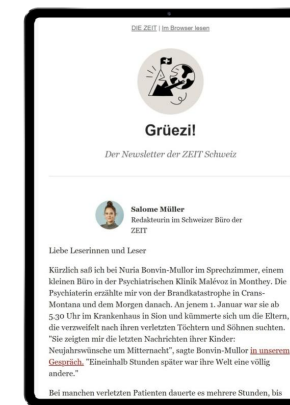 DIE ZEIT | Im Browser lesen
Grüezi!
Der Newsletter der ZEIT Schweiz
Salome Müller
Redakteurin im Schweizer Büro der
ZEIT
Liebe Leserinnen und Leser
Kürzlich saß ich bei Nuria Bonvin-Mullor im Sprechzimmer, einem
kleinen Büro in der Psychiatrischen Klinik Malévoz in Monthey. Die
Psychiaterin erzählte mir von der Brandkatastrophe in Crans-
Montana und dem Morgen danach. An jenem 1. Januar war sie ab
5.30 Uhr im Krankenhaus in Sion und kümmerte sich um die Eltern,
die verzweifelt nach ihren verletzten Töchtern und Söhnen suchten.
"Sie zeigten mir die letzten Nachrichten ihrer Kinder:
Neujahrswünsche um Mitternacht", sagte Bonvin-Mullor in unserem
Gespräch. "Eineinhalb Stunden später war ihre Welt eine völlig
andere."
Bei manchen verletzten Patienten dauerte es mehrere Stunden, bis